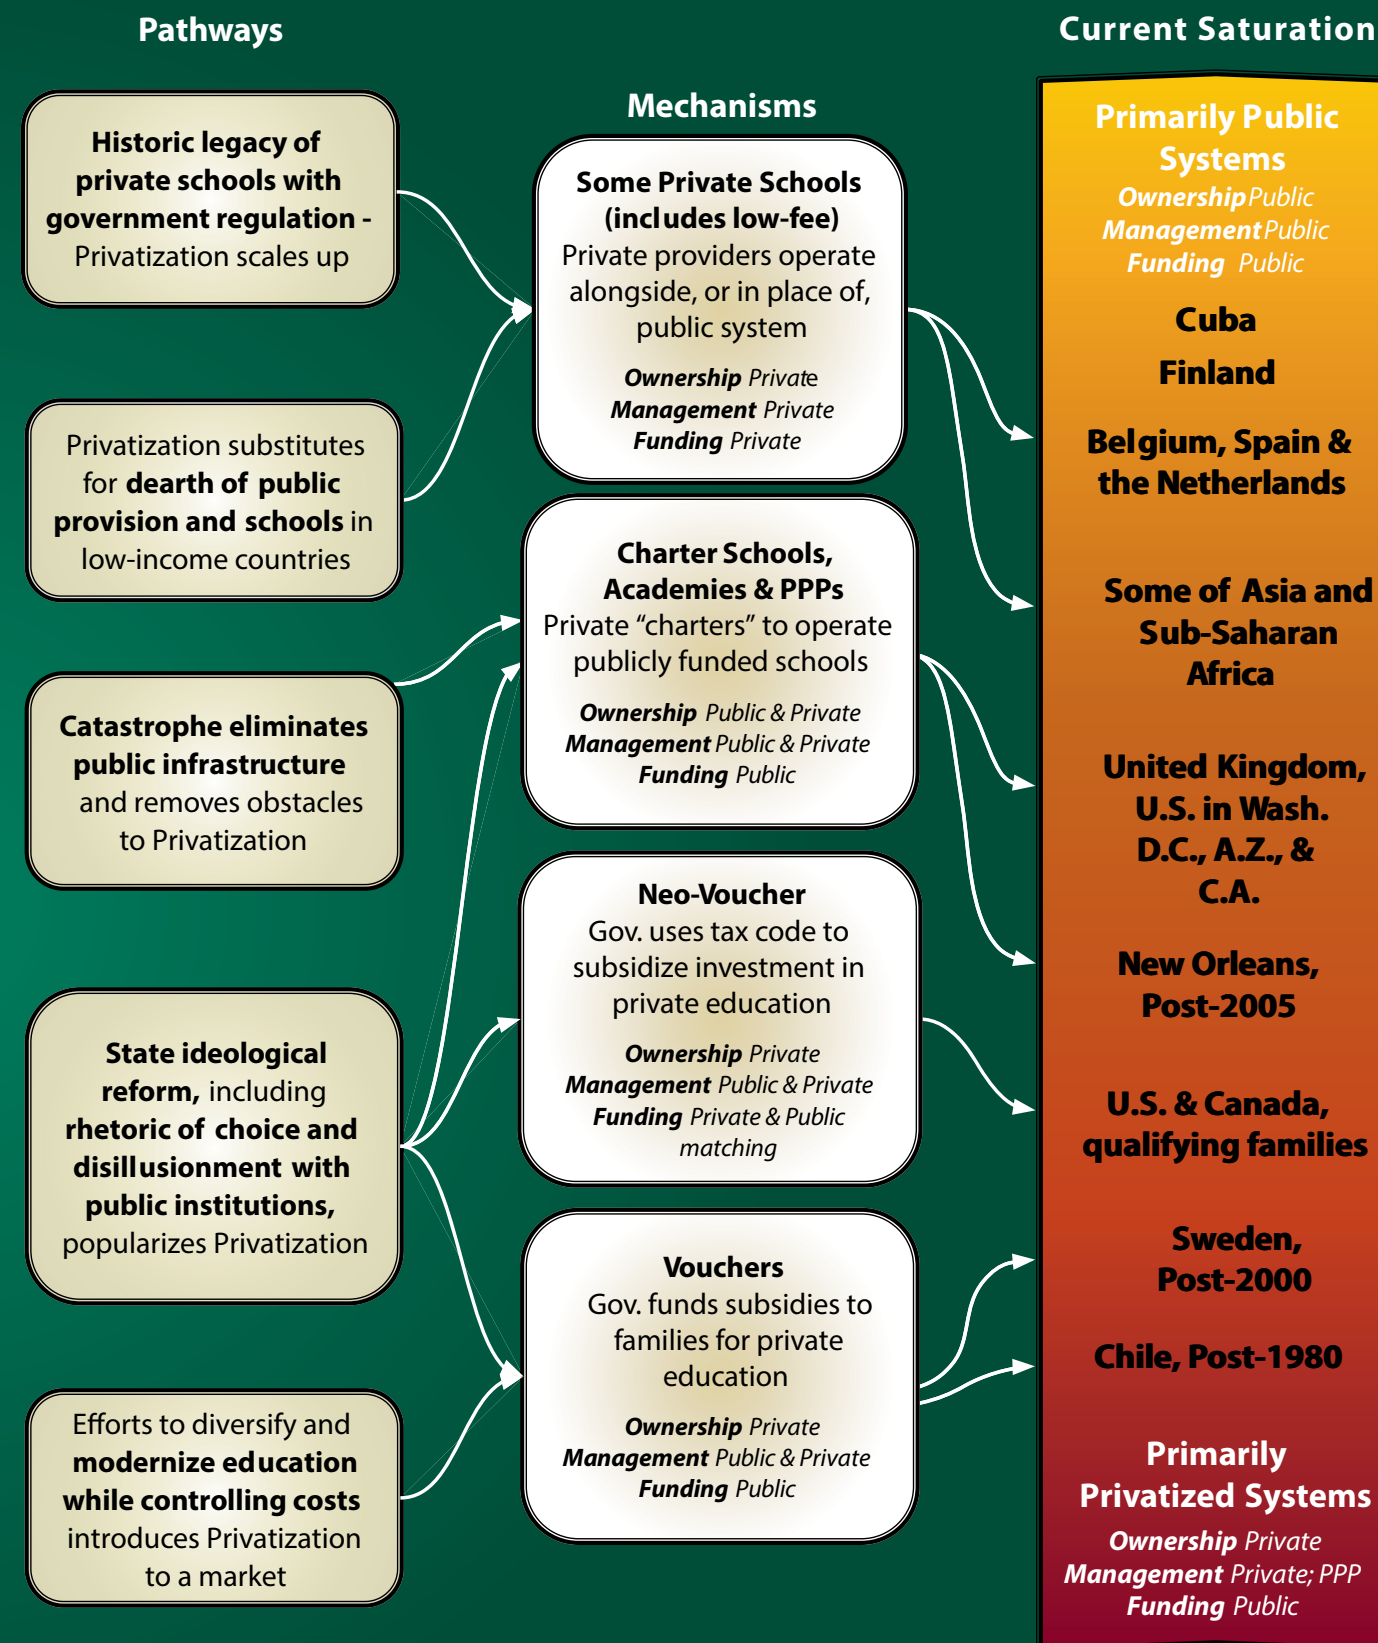 Pathways
Historic legacy of
private schools with
government regulation -
Privatization scales up
Privatization substitutes
for dearth of public
provision and schools in
low-income countries
Catastrophe eliminates
public infrastructure
and removes obstacles
to Privatization
State ideological
reform, including
rhetoric of choice and
disillusionment with
public institutions,
popularizes Privatization
Efforts to diversify and
modernize education
while controlling costs
introduces Privatization
to a market
Mechanisms
Some Private Schools
(includes low-fee)
Private providers operate
alongside, or in place of,
public system
Ownership Private
Management Private
Funding Private
Charter Schools,
Academies & PPPs
Private “charters” to operate
publicly funded schools
Ownership Public & Private
Management Public & Private
Funding Public
Neo-Voucher
Gov. uses tax code to
subsidize investment in
private education
Ownership Private
Management Public & Private
Funding Private & Public
matching
Vouchers
Gov. funds subsidies to
families for private
education
Ownership Private
Management Public & Private
Funding Public
Current Saturation
Primarily Public
Systems
Ownership Public
Management Public
Funding Public
Cuba
Finland
Belgium, Spain &
the Netherlands
Some of Asia and
Sub-Saharan
Africa
United Kingdom,
U.S. in Wash.
D.C., A.Z., &
C.A.
New Orleans,
Post-2005
U.S. & Canada,
qualifying families
Sweden,
Post-2000
Chile, Post-1980
Primarily
Privatized Systems
Ownership Private
Management Private; PPP
Funding Public